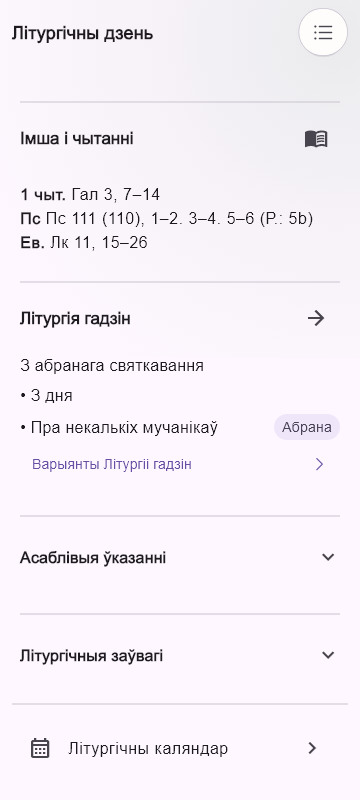 Літургічны дзень
Імша і чытанні
1 чыт. Гал 3, 7–14
Пс Пс 111 (110), 1–2. 3–4. 5–6 (Р.: 5b)
Ев. Лк 11, 15–26
Літургія гадзін
З абранага святкавання
• З дня
• Пра некалькіх мучанікаў Абрана
Варыянты Літургіі гадзін
Асаблівыя ўказанні
Літургічныя заўвагі
Літургічны каляндар